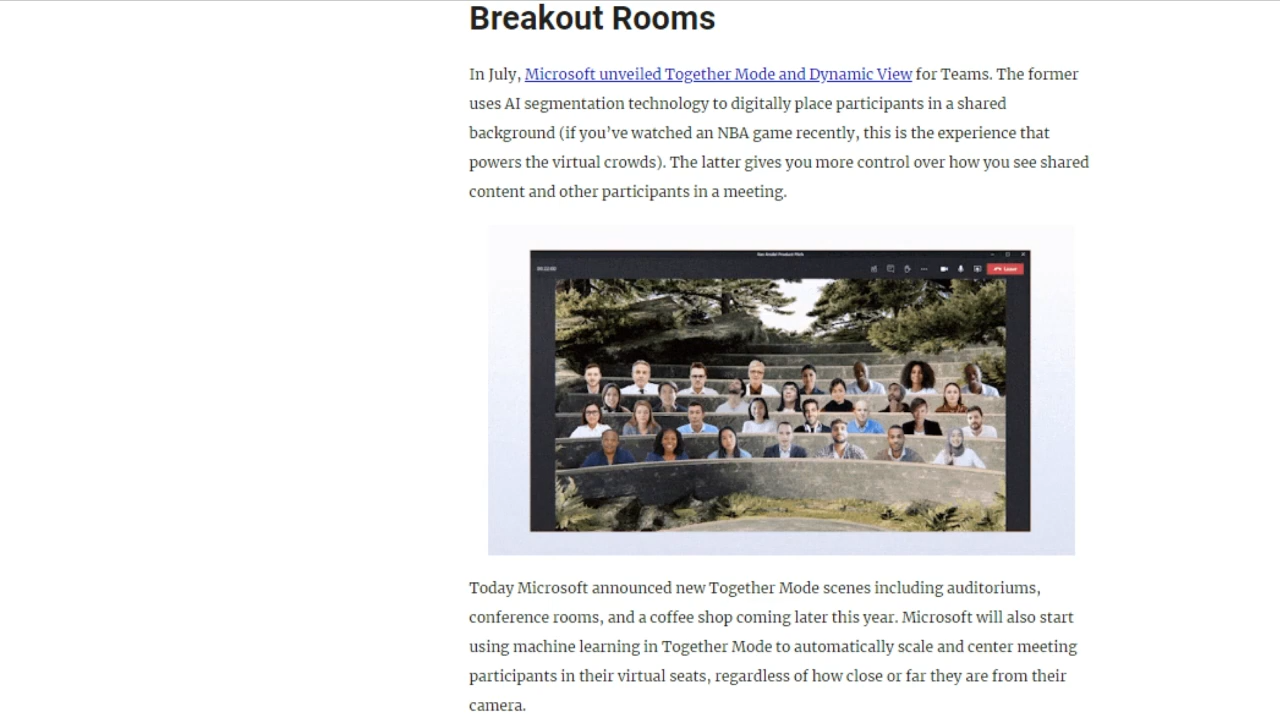 Breakout Rooms
In July, Microsoft unveiled Together Mode and Dynamic View for Teams. The former
uses AI segmentation technology to digitally place participants in a shared
background (if you’ve watched an NBA game recently, this is the experience that
powers the virtual crowds). The latter gives you more control over how you see shared
content and other participants in a meeting.
Leave
Today Microsoft announced new Together Mode scenes including auditoriums,
conference rooms, and a coffee shop coming later this year. Microsoft will also start
using machine learning in Together Mode to automatically scale and center meeting
participants in their virtual seats, regardless of how close or far they are from their
camera.